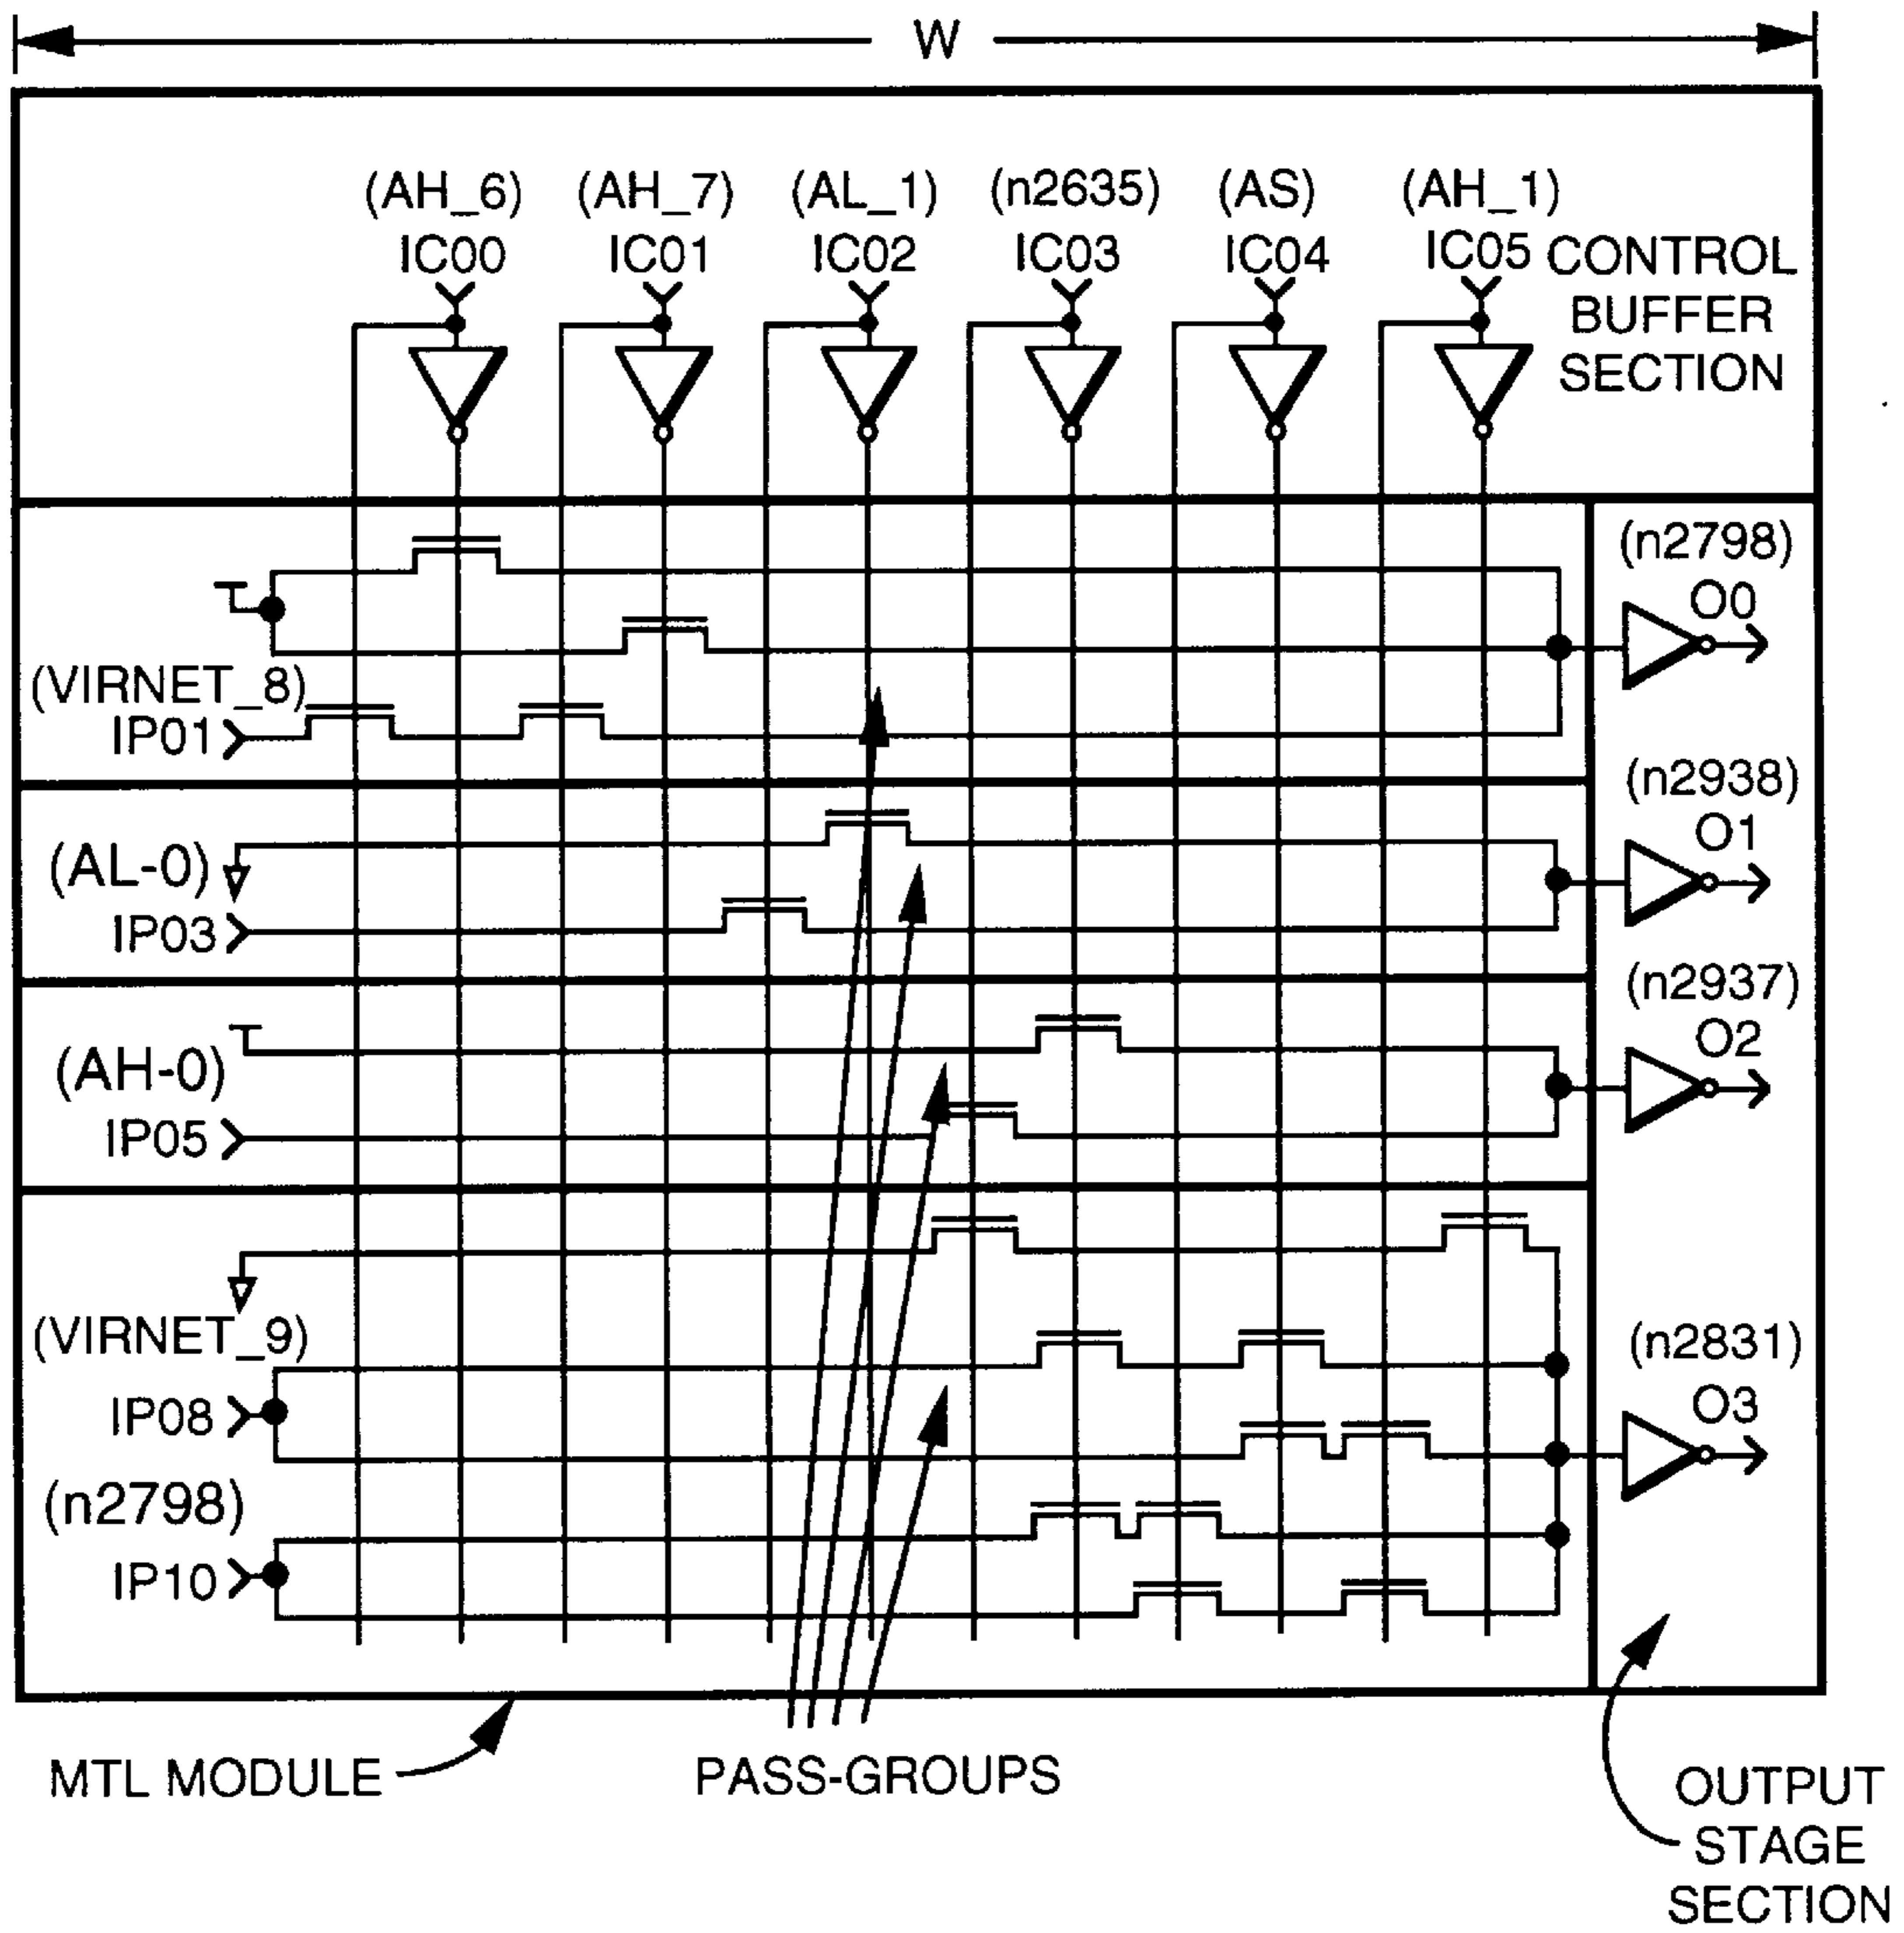 W
(AH_6) (AH_7) (AL_1) (n2635) (AS) (AH_1)
IC00 IC01 IC02 IC03 IC04 IC05
CONTROL
BUFFER
SECTION
(n2798)
O0
(VIRNET_8)
IP01
(n2938)
O1
(AL-0)
IP03
(n2937)
O2
(AH-0)
IP05
(VIRNET_9)
IP08
(n2831)
O3
(n2798)
IP10
MTL MODULE
PASS-GROUPS
OUTPUT
STAGE
SECTION